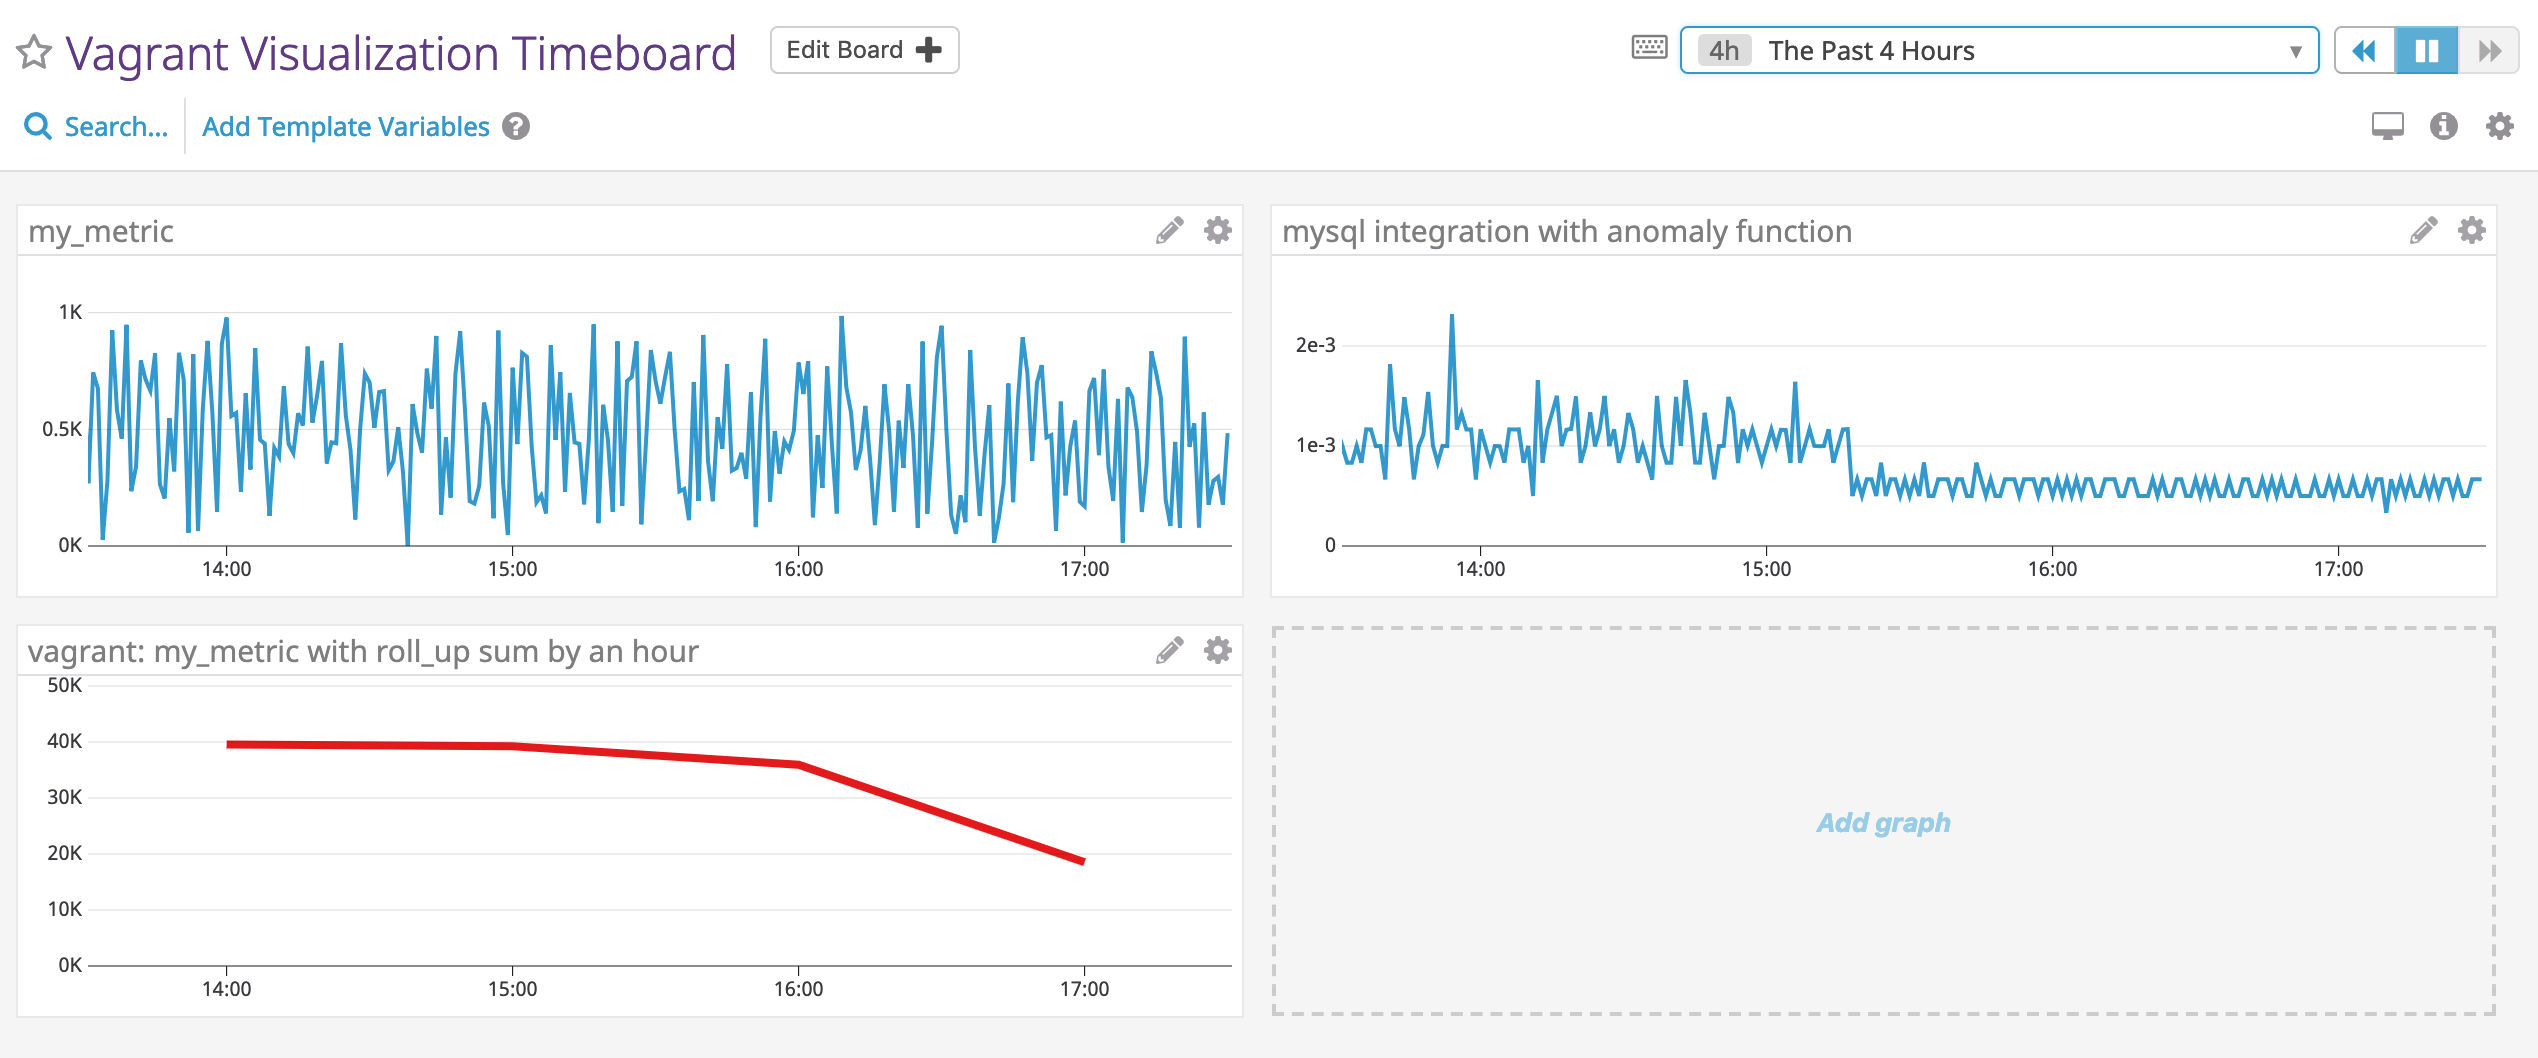 Vagrant Visualization Timeboard
Edit Board
4h The Past 4 Hours
Search...
Add Template Variables
my_metric
1K
0.5K
0K
14:00 15:00 16:00 17:00
mysql integration with anomaly function
2e-3
1e-3
0
14:00 15:00 16:00 17:00
vagrant: my_metric with roll_up sum by an hour
50K
40K
30K
20K
10K
0K
14:00 15:00 16:00 17:00
Add graph